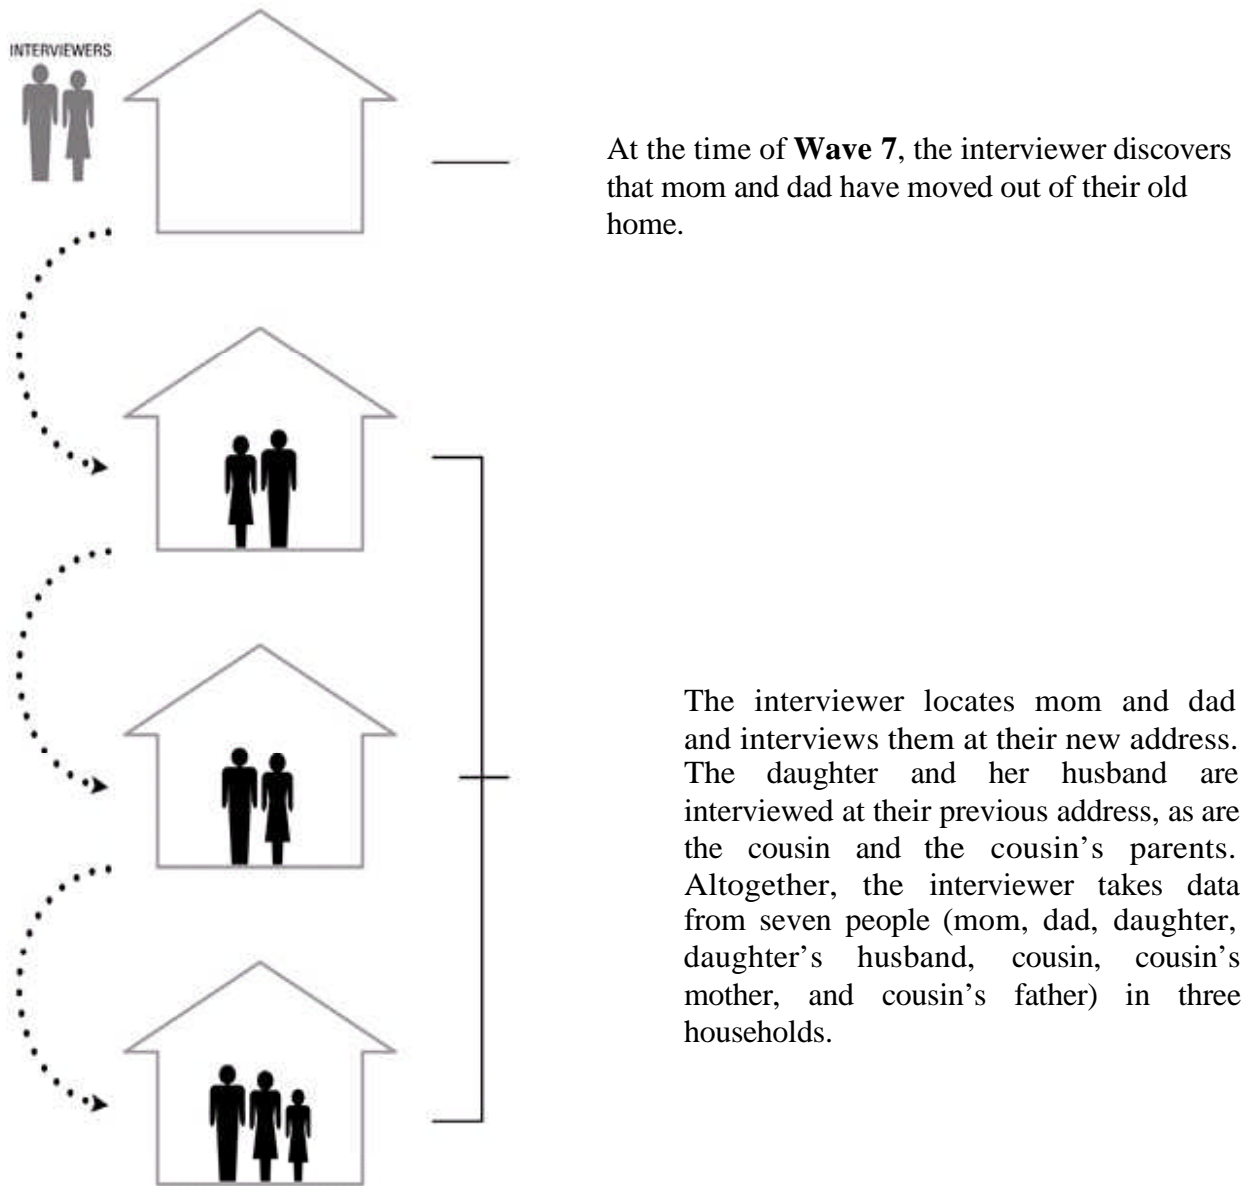 INTERVIEWERS
At the time of Wave 7, the interviewer discovers
that mom and dad have moved out of their old
home.
The interviewer locates mom and dad
and interviews them at their new address.
The daughter and her husband are
interviewed at their previous address, as are
the cousin and the cousin’s parents.
Altogether, the interviewer takes data
from seven people (mom, dad, daughter,
daughter’s husband, cousin, cousin’s
mother, and cousin’s father) in three
households.